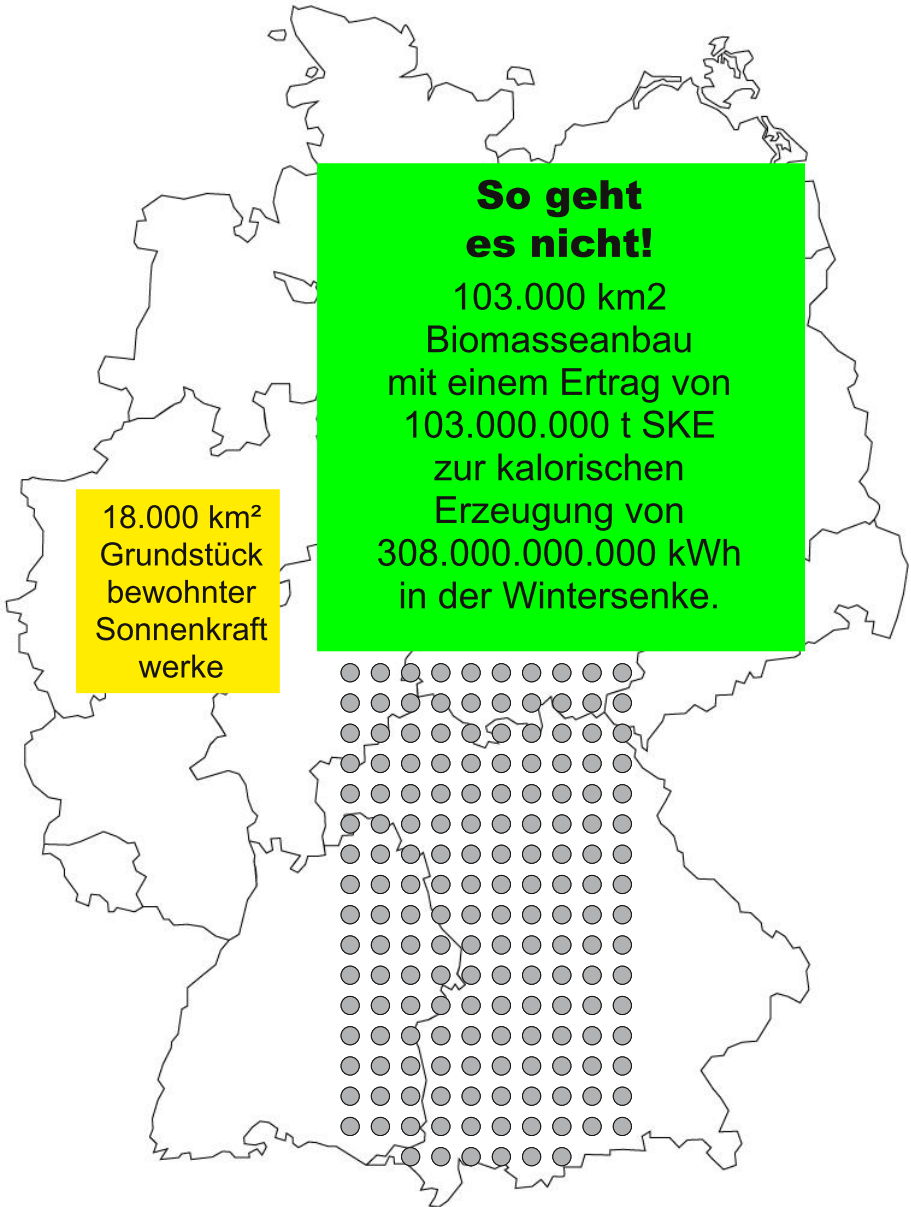 So geht
es nicht!
103.000 km2
Biomasseanbau
mit einem Ertrag von
103.000.000 t SKE
zur kalorischen
Erzeugung von
308.000.000.000 kWh
in der Wintersenke.
18.000 km²
Grundstück
bewohnter
Sonnenkraft
werke